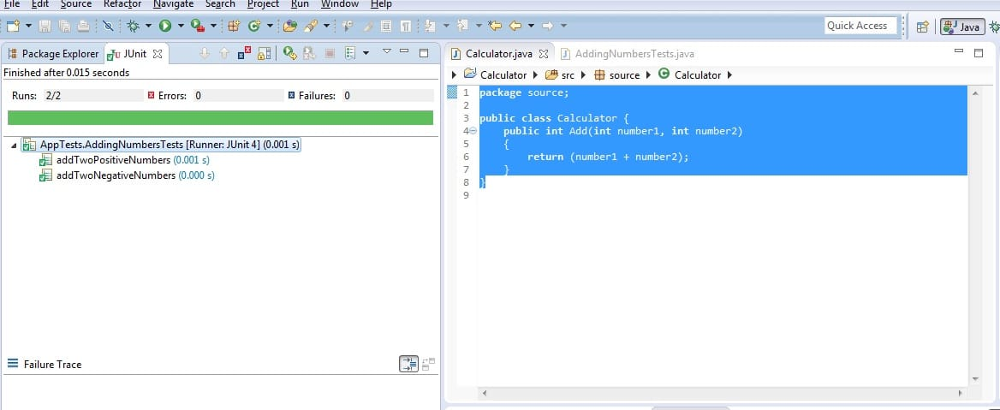 File Edit Source Refactor Navigate Search Project Run Window Help
Quick Access
Java
Package Explorer JUnit
Finished after 0.015 seconds
Runs: 2/2 Errors: 0 Failures: 0
AppTests.AddingNumbersTests [Runner: JUnit 4] (0.001 s)
addTwoPositiveNumbers (0.001 s)
addTwoNegativeNumbers (0.000 s)
Failure Trace
Calculator.java AddingNumbersTests.java
Calculator src source Calculator
1 package source;
2
3 public class Calculator {
4 public int Add(int number1, int number2)
5 {
6 return (number1 + number2);
7 }
8 }
9